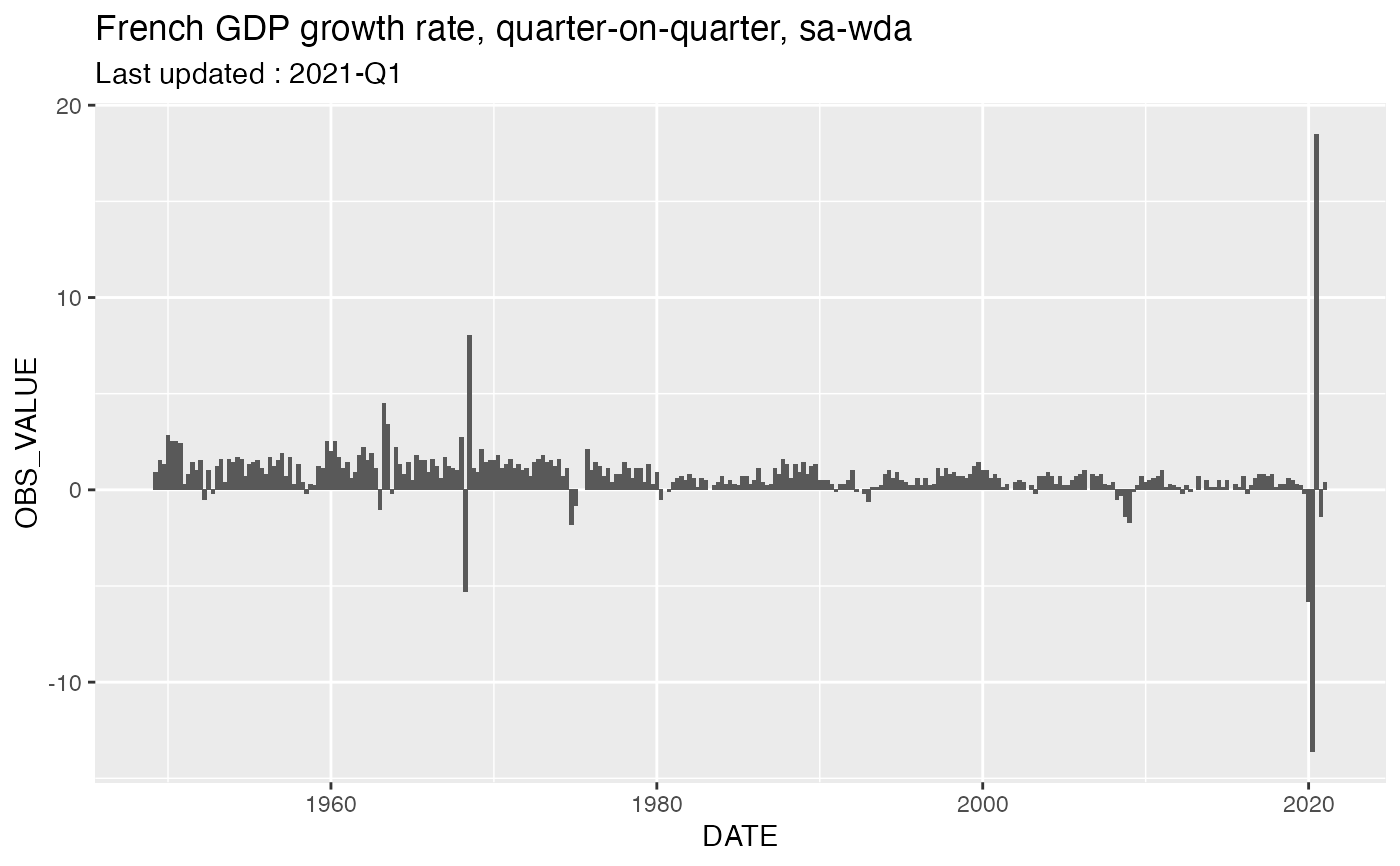 French GDP growth rate, quarter-on-quarter, sa-wda
Last updated : 2021-Q1
OBS_VALUE
20
10
0
-10
1960
1980
2000
2020
DATE